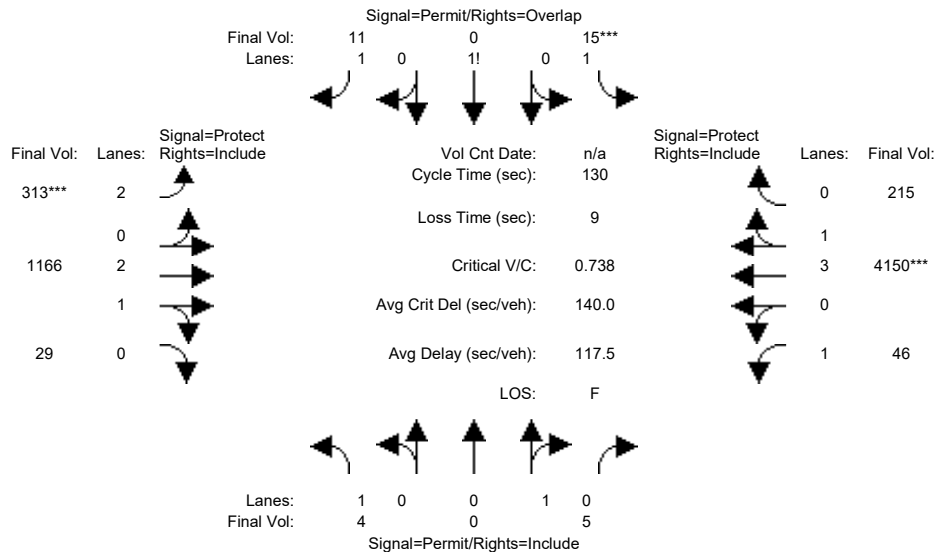 Signal=Permit/Rights=Overlap
Final Vol: 11 0 15***
Lanes: 1 0 1! 0 1
Signal=Protect Signal=Protect
Final Vol: Lanes: Rights=Include Vol Cnt Date: n/a Rights=Include Lanes: Final Vol:
Cycle Time (sec): 130
313*** 2 0 215
Loss Time (sec): 9
0 1
1166 2 Critical V/C: 0.738 3 4150***
1 Avg Crit Del (sec/veh): 140.0 0
29 0 Avg Delay (sec/veh): 117.5 1 46
LOS: F
Lanes: 1 0 0 1 0
Final Vol: 4 0 5
Signal=Permit/Rights=Include